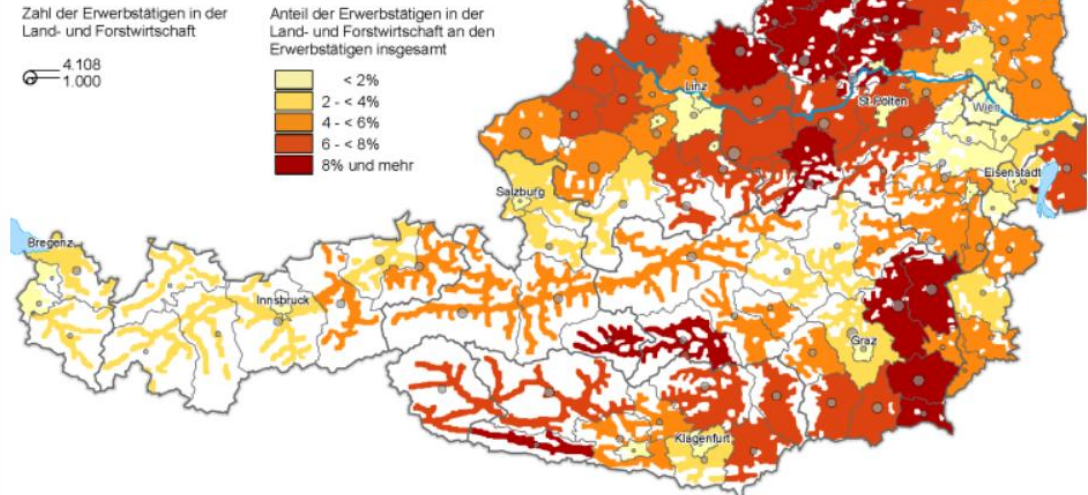 Zahl der Erwerbstätigen in der
Land- und Forstwirtschaft
4.108
1.000
Anteil der Erwerbstätigen in der
Land- und Forstwirtschaft an den
Erwerbstätigen insgesamt
< 2%
2 - < 4%
4 - < 6%
6 - < 8%
8% und mehr
Linz
St.Pölten
Wien
Eisenstadt
Salzburg
Bregenz
Innsbruck
Graz
Klagenfurt